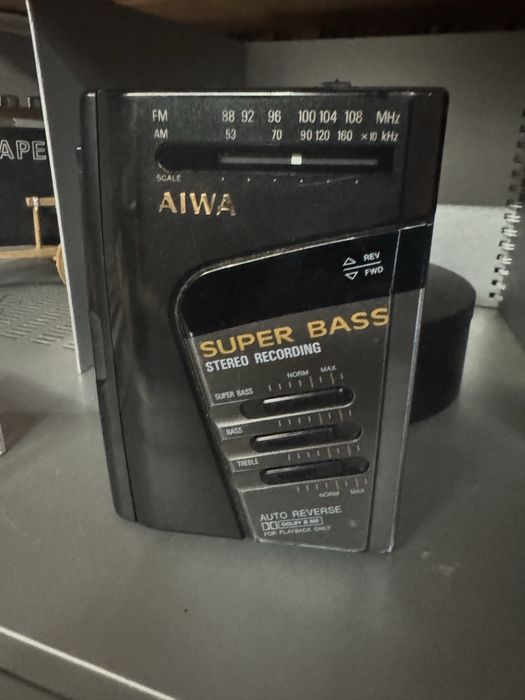 FM 88 92 96 100 104 108 MHz
AM 53 70 90 120 160 ×10 kHz
SCALE
AIWA
APE
REV
FWD
SUPER BASS
STEREO RECORDING
NORM MAX
SUPER BASS
BASS
TREBLE
NORM MAX
AUTO REVERSE
DOLBY B NR
FOR PLAYBACK ONLY